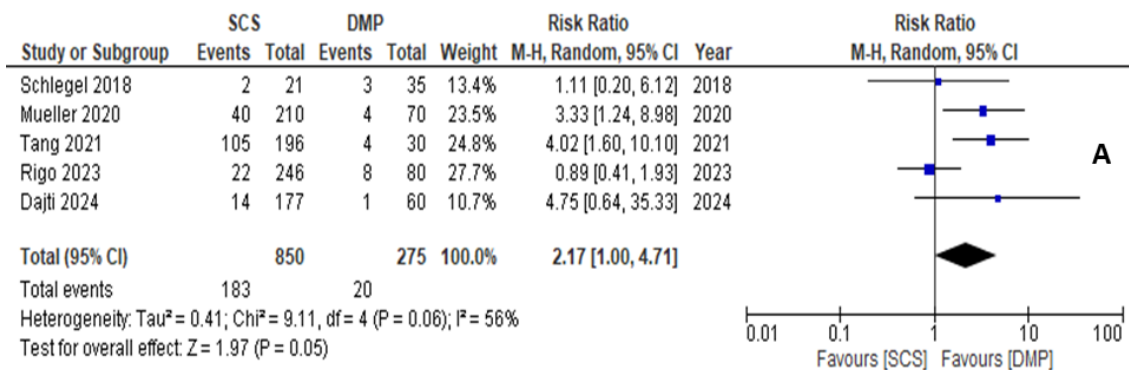 SCS DMP Risk Ratio Risk Ratio
Study or Subgroup Events Total Events Total Weight M-H, Random, 95% CI Year M-H, Random, 95% CI
Schlegel 2018 2 21 3 35 13.4% 1.11 [0.20, 6.12] 2018
Mueller 2020 40 210 4 70 23.5% 3.33 [1.24, 8.98] 2020
Tang 2021 105 196 4 30 24.8% 4.02 [1.60, 10.10] 2021
A
Rigo 2023 22 246 8 80 27.7% 0.89 [0.41, 1.93] 2023
Dajti 2024 14 177 1 60 10.7% 4.75 [0.64, 35.33] 2024
Total (95% CI) 850 275 100.0% 2.17 [1.00, 4.71]
Total events 183 20
Heterogeneity: Tau² = 0.41; Chi² = 9.11, df = 4 (P = 0.06); I² = 56%
Test for overall effect: Z = 1.97 (P = 0.05)
0.01 0.1 1 10 100
Favours [SCS] Favours [DMP]